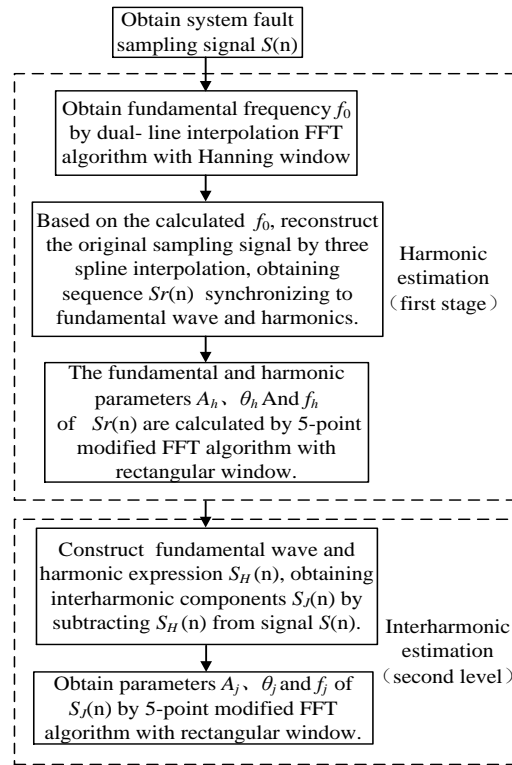 Obtain system fault
sampling signal S(n)
Obtain fundamental frequency f0
by dual- line interpolation FFT
algorithm with Hanning window
Based on the calculated f0, reconstruct
the original sampling signal by three
spline interpolation, obtaining
sequence Sr(n) synchronizing to
fundamental wave and harmonics.
Harmonic
estimation
（first stage）
The fundamental and harmonic
parameters Ah、θh And fh
of Sr(n) are calculated by 5-point
modified FFT algorithm with
rectangular window.
Construct fundamental wave and
harmonic expression SH(n), obtaining
interharmonic components SJ(n) by
subtracting SH(n) from signal S(n).
Interharmonic
estimation
（second level）
Obtain parameters Aj、θj and fj of
SJ(n) by 5-point modified FFT
algorithm with rectangular window.